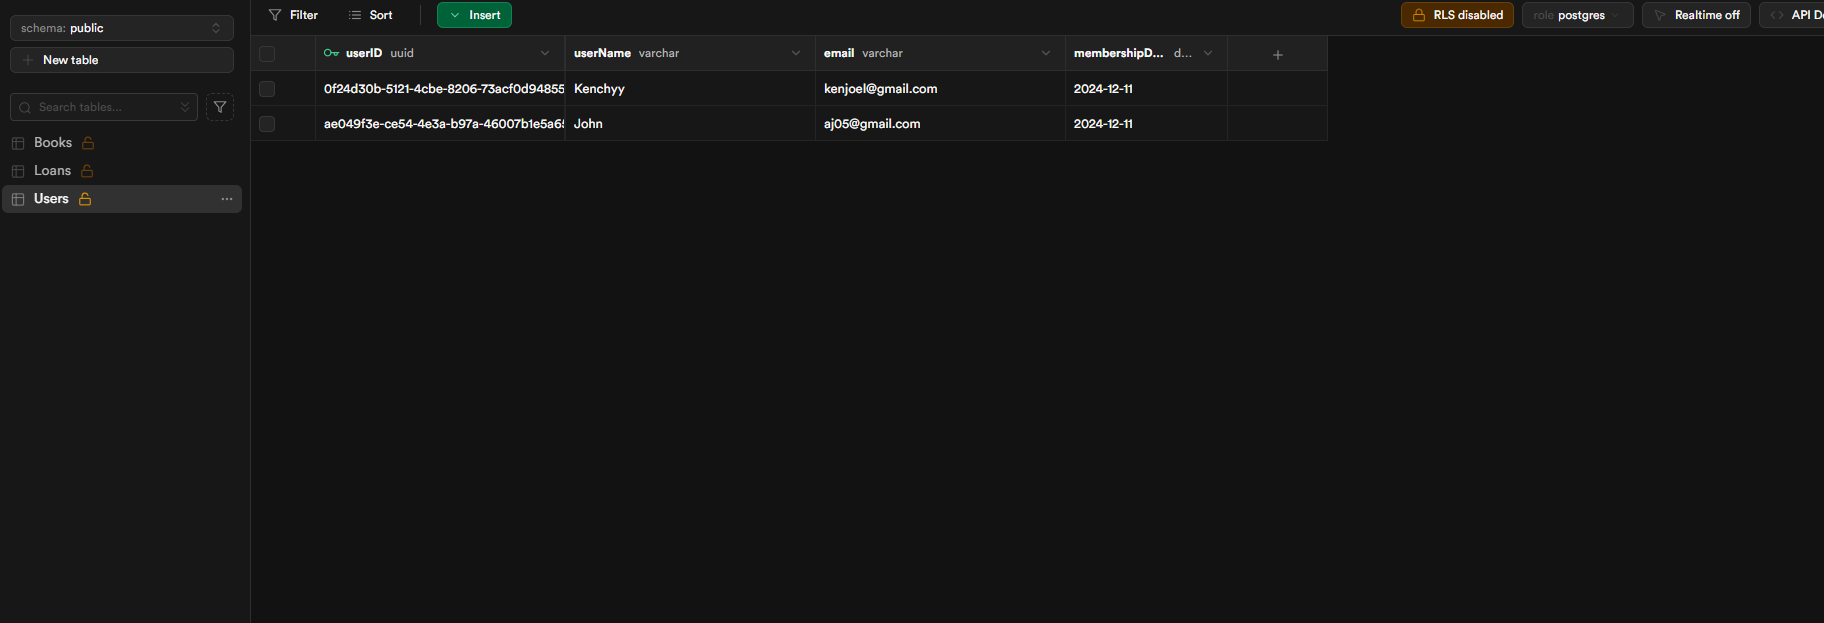 schema: public
New table
Search tables...
Books
Loans
Users
Filter Sort Insert RLS disabled role postgres Realtime off API
userID uuid userName varchar email varchar membershipD... d...
0f24d30b-5121-4cbe-8206-73acf0d94855 Kenchyy kenjoel@gmail.com 2024-12-11
ae049f3e-ce54-4e3a-b97a-46007b1e5a6 John aj05@gmail.com 2024-12-11